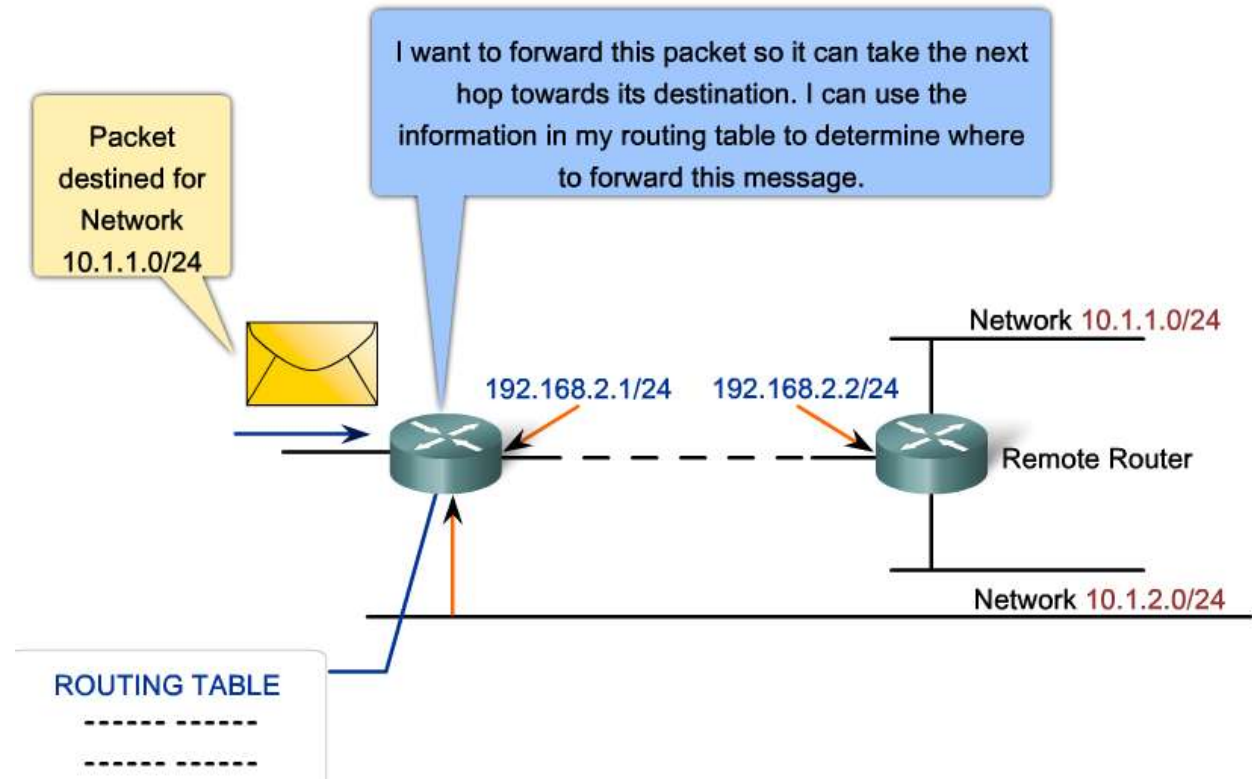 I want to forward this packet so it can take the next
hop towards its destination. I can use the
information in my routing table to determine where
to forward this message.
Packet
destined for
Network
10.1.1.0/24
Network 10.1.1.0/24
192.168.2.1/24
192.168.2.2/24
Remote Router
Network 10.1.2.0/24
ROUTING TABLE
------ ------
------ ------